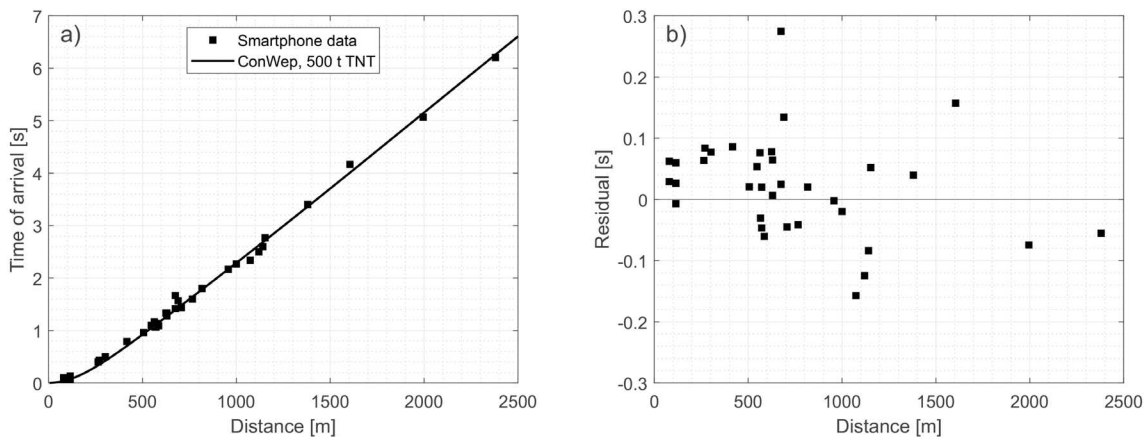 a)
Smartphone data
ConWep, 500 t TNT
7
6
5
4
3
2
1
0
Time of arrival [s]
0 500 1000 1500 2000 2500
Distance [m]
b)
0.3
0.2
0.1
0
-0.1
-0.2
-0.3
Residual [s]
0 500 1000 1500 2000 2500
Distance [m]